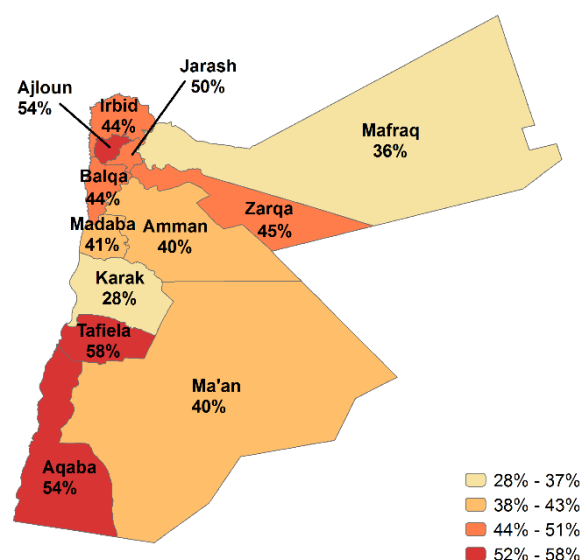 Jarash
50%
Ajloun
54%
Irbid
44%
Mafraq
36%
Balqa
44%
Zarqa
45%
Madaba
41%
Amman
40%
Karak
28%
Tafiela
58%
Ma'an
40%
Aqaba
54%
28% - 37%
38% - 43%
44% - 51%
52% - 58%